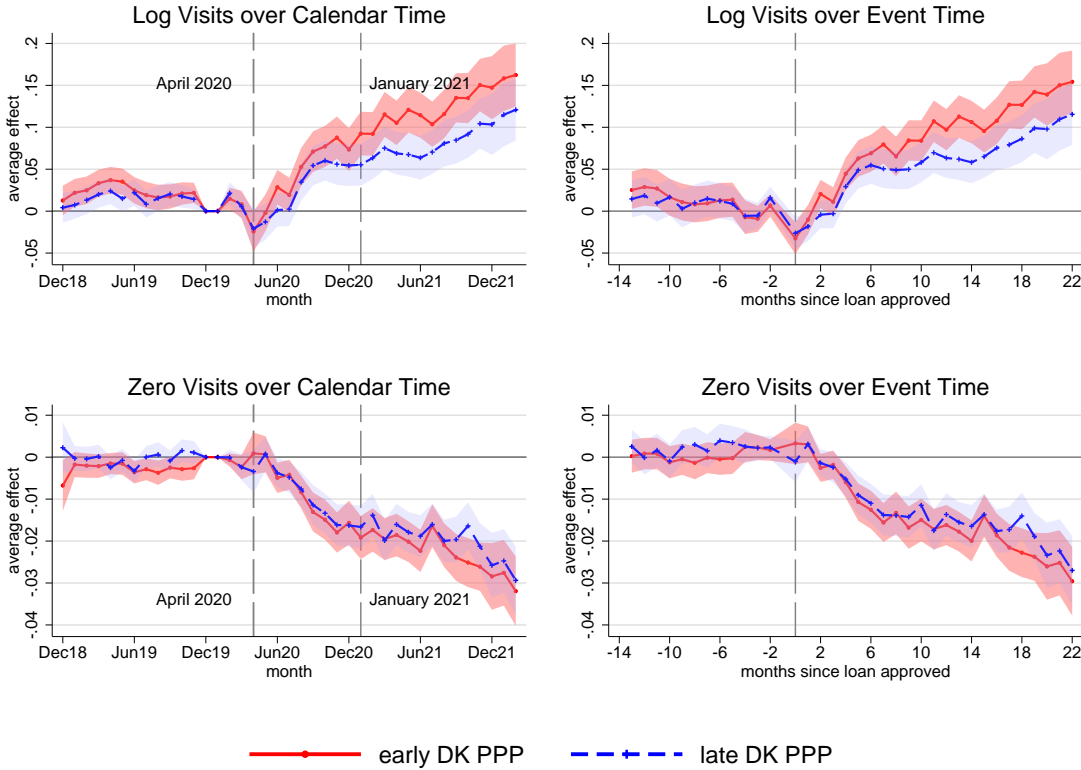 Log Visits over Calendar Time
average effect
.2
.15
.1
.05
0
-.05
April 2020
January 2021
Dec18 Jun19 Dec19 Jun20 Dec20 Jun21 Dec21
month
Log Visits over Event Time
average effect
.2
.15
.1
.05
0
-.05
-14 -10 -6 -2 2 6 10 14 18 22
months since loan approved
Zero Visits over Calendar Time
average effect
.01
0
-.01
-.02
-.03
-.04
April 2020
January 2021
Dec18 Jun19 Dec19 Jun20 Dec20 Jun21 Dec21
month
Zero Visits over Event Time
average effect
.01
0
-.01
-.02
-.03
-.04
-14 -10 -6 -2 2 6 10 14 18 22
months since loan approved
early DK PPP
late DK PPP